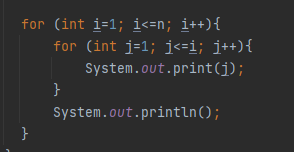 for (int i=1; i<=n; i++){
    for (int j=1; j<=i; j++){
        System.out.print(j);
    }
    System.out.println();
}